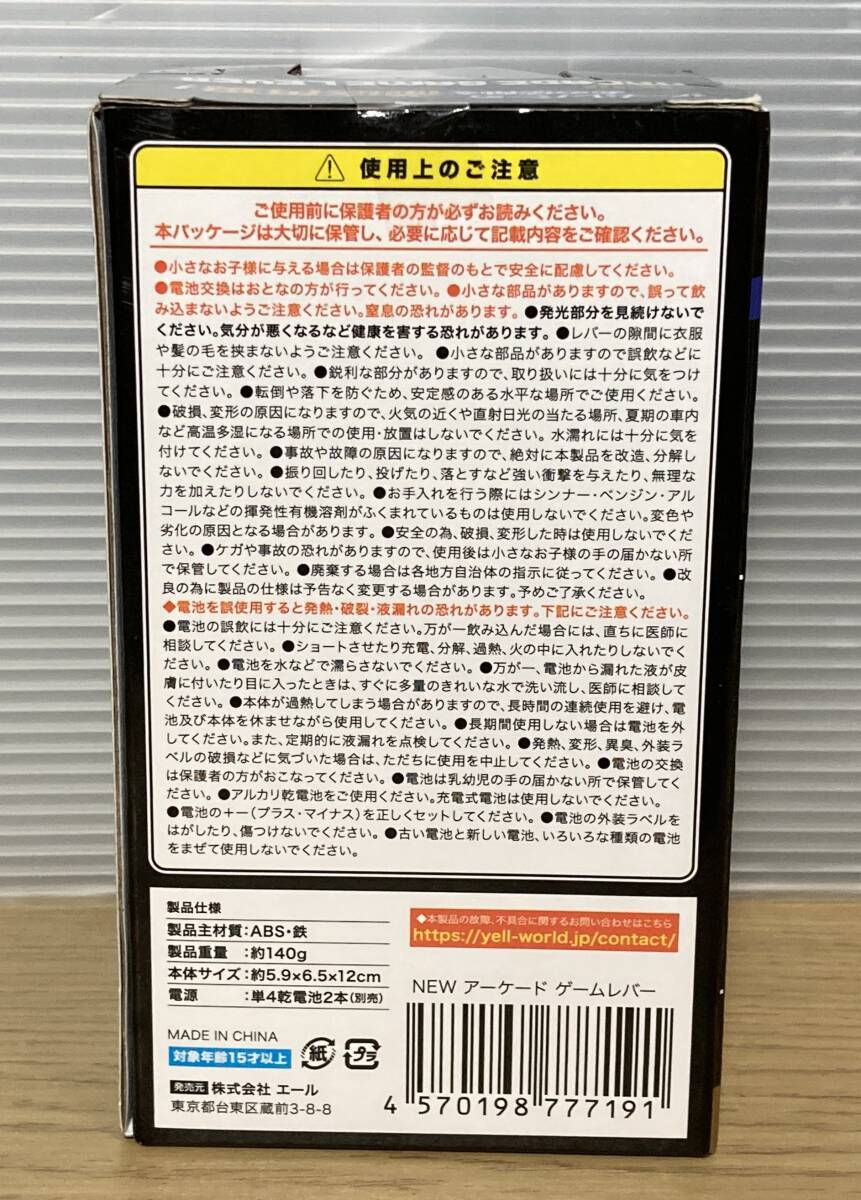 ⚠ 使用上のご注意
ご使用前に保護者の方が必ずお読みください。
本パッケージは大切に保管し、必要に応じて記載内容をご確認ください。
●小さなお子様に与える場合は保護者の監督のもとで安全に配慮してください。
●電池交換はおとなの方が行ってください。●小さな部品がありますので、誤って飲
み込まないようご注意ください。窒息の恐れがあります。●発光部分を見続けないで
ください。気分が悪くなるなど健康を害する恐れがあります。●レバーの隙間に衣服
や髪の毛を挟まないようご注意ください。●小さな部品がありますので誤飲などに
十分にご注意ください。●鋭利な部分がありますので、取り扱いには十分に気をつけ
てください。●転倒や落下を防ぐため、安定感のある水平な場所でご使用ください。
●破損、変形の原因になりますので、火気の近くや直射日光の当たる場所、夏期の車内
など高温多湿になる場所での使用・放置はしないでください。水濡れには十分に気を
付けてください。●事故や故障の原因になりますので、絶対に本製品を改造、分解し
ないでください。●振り回したり、投げたり、落とすなど強い衝撃を与えたり、無理な
力を加えたりしないでください。●お手入れを行う際にはシンナー・ベンジン・アル
コールなどの揮発性有機溶剤がふくまれているものは使用しないでください。変色や
劣化の原因となる場合があります。●安全の為、破損、変形した時は使用しないでくだ
さい。●ケガや事故の恐れがありますので、使用後は小さなお子様の手の届かない所
で保管してください。●廃棄する場合は各地方自治体の指示に従ってください。●改
良の為に製品の仕様は予告なく変更する場合があります。予めご了承ください。
◆電池を誤使用すると発熱・破裂・液漏れの恐れがあります。下記にご注意ください。
●電池の誤飲には十分にご注意ください。万が一飲み込んだ場合には、直ちに医師に
相談してください。●ショートさせたり充電、分解、過熱、火の中に入れたりしないでく
ださい。●電池を水などで濡らさないでください。●万が一、電池から漏れた液が皮
膚に付いたり目に入ったときは、すぐに多量のきれいな水で洗い流し、医師に相談して
ください。●本体が過熱してしまう場合がありますので、長時間の連続使用を避け、電
池及び本体を休ませながら使用してください。●長期間使用しない場合は電池を外
してください。また、定期的に液漏れを点検してください。●発熱、変形、異臭、外装ラ
ベルの破損などに気づいた場合は、ただちに使用を中止してください。●電池の交換
は保護者の方がおこなってください。●電池は乳幼児の手の届かない所で保管してく
ださい。●アルカリ乾電池をご使用ください。充電式電池は使用しないでください。
●電池の+ー(プラス・マイナス)を正しくセットしてください。●電池の外装ラベルを
はがしたり、傷つけないでください。●古い電池と新しい電池、いろいろな種類の電池
をまぜて使用しないでください。
製品仕様
製品主材質:ABS・鉄
製品重量 :約140g
本体サイズ:約5.9×6.5×12cm
電源 :単4乾電池2本(別売)
MADE IN CHINA
対象年齢15才以上
紙 プラ
発売元 株式会社 エール
東京都台東区蔵前3-8-8
◆本製品の故障、不具合に関するお問い合わせはこちら
https://yell-world.jp/contact/
NEW アーケード ゲームレバー
4 570198 777191